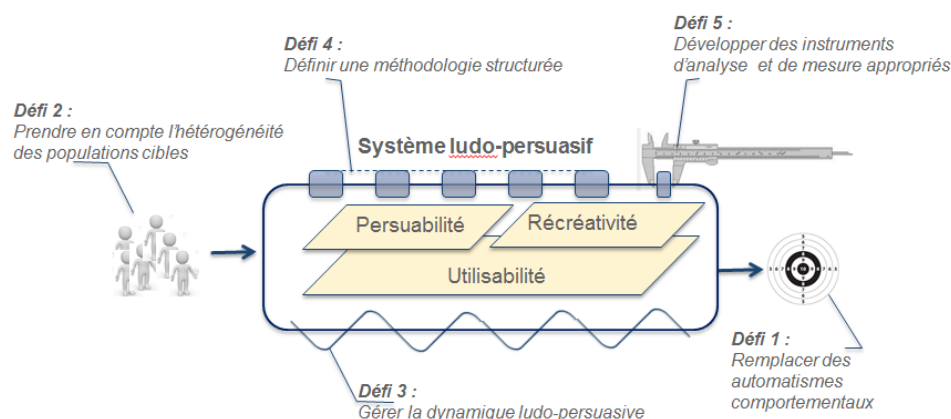 Défi 4 :
Définir une méthodologie structurée
Défi 5 :
Développer des instruments
d'analyse et de mesure appropriés
Défi 2 :
Prendre en compte l'hétérogénéité
des populations cibles
Système ludo-persuasif
Persuabilité
Récréativité
Utilisabilité
Défi 1 :
Remplacer des
automatismes
comportementaux
Défi 3 :
Gérer la dynamique ludo-persuasive